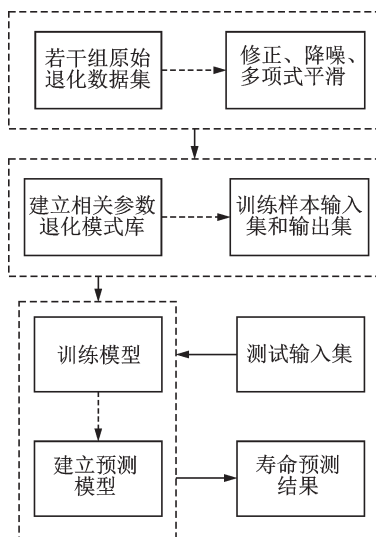 若干组原始
退化数据集
修正、降噪、
多项式平滑
建立相关参数
退化模式库
训练样本输入
集和输出集
训练模型
测试输入集
建立预测
模型
寿命预测
结果